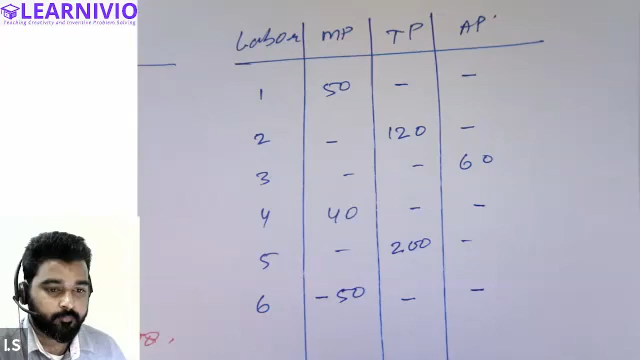 LEARNIVIO
Teaching Creativity and Inventive Problem Solving
Labor MP TP AP
1 50 - -
2 - 120 -
3 - - 60
4 40 - -
5 - 200 -
6 -50 - -
I.S